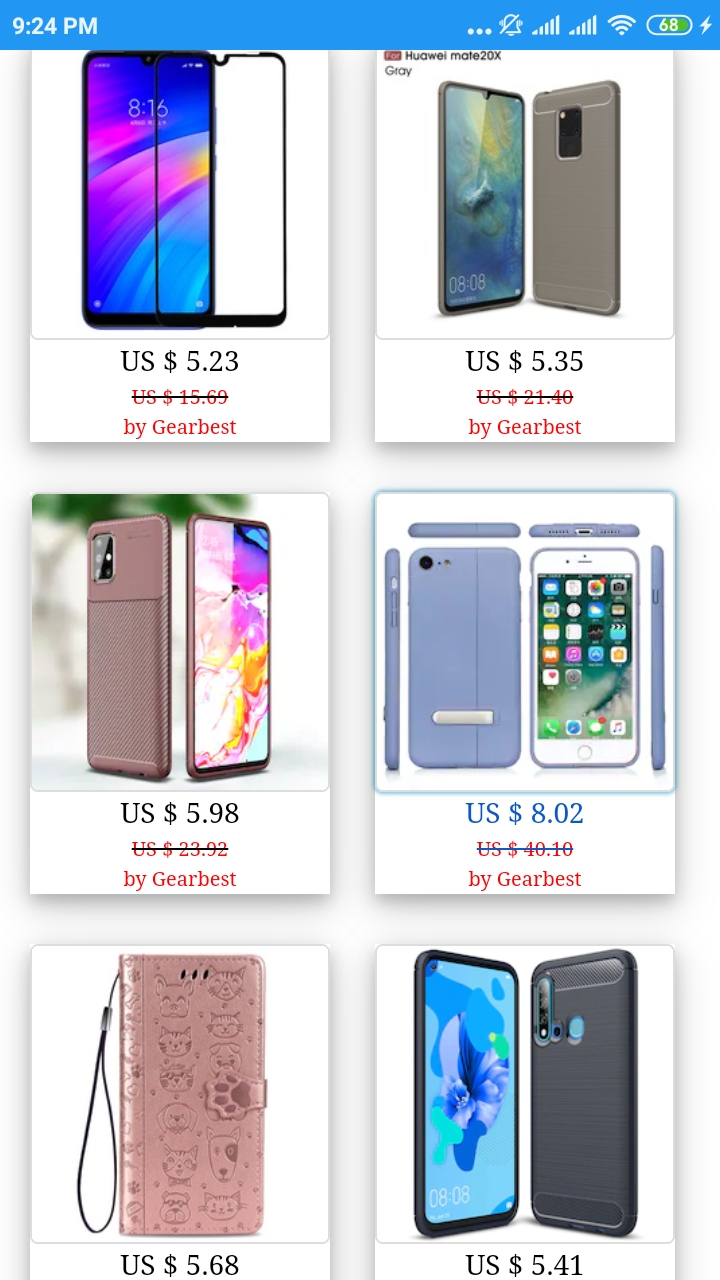 9:24 PM
68
8:16
For Huawei mate20X
Gray
08:08
US $ 5.23
US $ 5.35
US $ 15.69
US $ 21.40
by Gearbest
by Gearbest
US $ 5.98
US $ 8.02
US $ 23.92
US $ 40.10
by Gearbest
by Gearbest
08:08
US $ 5.68
US $ 5.41